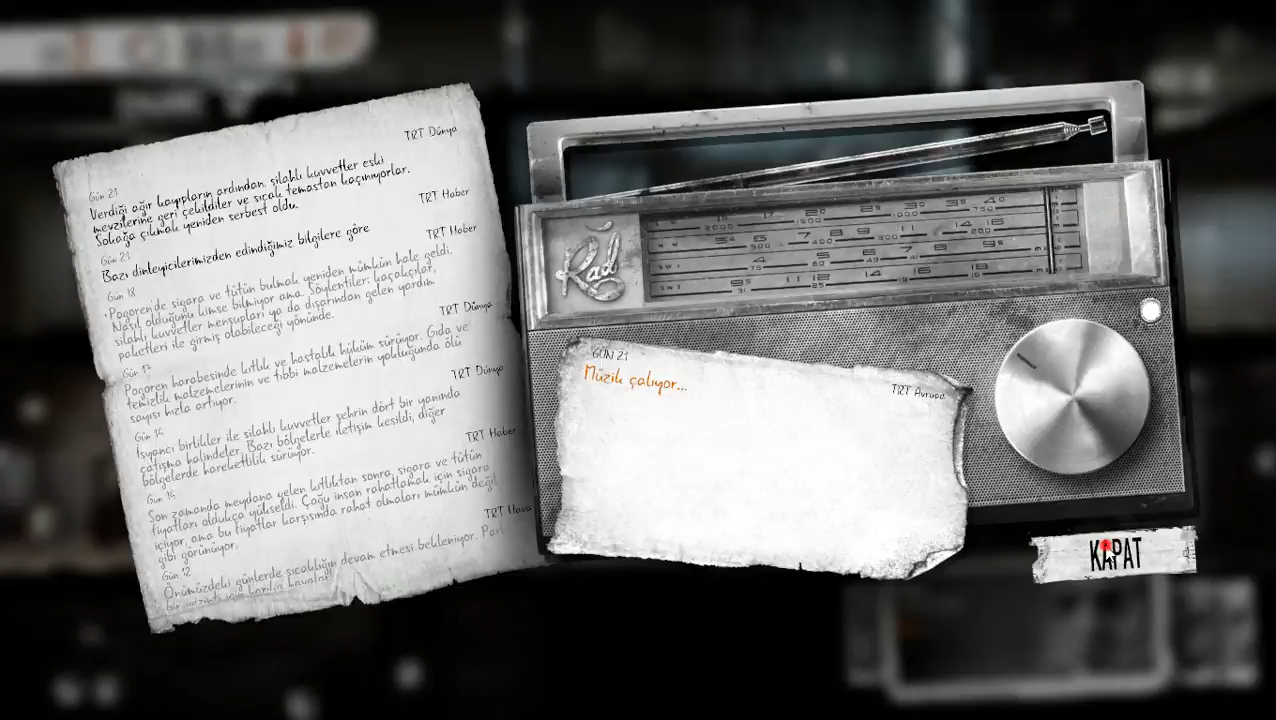 TRT Dünya
Gün 21
Verdiği ağır kayıpların ardından, silahlı kuvvetler eski
mevzilerine geri çekildiler ve sıcak temastan kaçınıyorlar.
Sokağa çıkmak yeniden serbest oldu.
TRT Haber
Gün 21
Bazı dinleyicilerimizden edindiğimiz bilgilere göre
TRT Haber
Gün 18
Pogoren'de sigara ve tütün bulmak yeniden mümkün hale geldi.
Nasıl olduğunu kimse bilmiyor ama. Söylentiler; kaçakçılar,
silahlı kuvvetler mensupları ya da dışarından gelen yardım
paketleri ile girmiş olabileceği yönünde.
TRT Dünya
Gün 17
Pogoren harabesinde kıtlık ve hastalık hüküm sürüyor. Gıda ve
temizlik malzemelerinin ve tıbbi malzemelerin yokluğunda ölü
sayısı hızla artıyor.
TRT Dünya
Gün 14
İsyancı birlikler ile silahlı kuvvetler şehrin dört bir yanında
çatışma halindeler. Bazı bölgelerle iletişim kesildi, diğer
bölgelerde hareketlilik sürüyor.
TRT Haber
Gün 14
Son zamanda meydana gelen kıtlıktan sonra, sigara ve tütün
fiyatları oldukça yükseldi. Çoğu insan rahatlamak için sigara
içiyor, ama bu fiyatlar karşısında rahat olmaları mümkün değil
gibi görünüyor.
TRT Hava
Gün 12
Önümüzdeki günlerde sıcaklığın devam etmesi bekleniyor.
Rad
GÜN 21
TRT Avrupa
Müzik çalıyor...
KAPAT